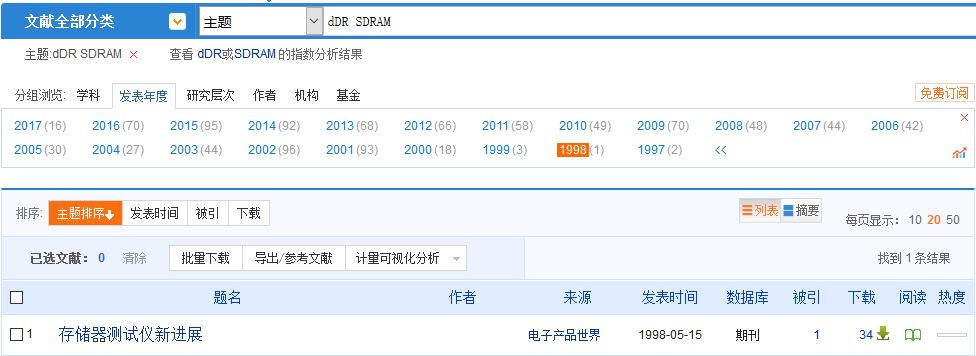 文献全部分类 主题 dDR SDRAM
主题:dDR SDRAM × 查看 dDR或SDRAM 的指数分析结果
分组浏览: 学科 发表年度 研究层次 作者 机构 基金 免费订阅
2017 (16) 2016 (70) 2015 (95) 2014 (92) 2013 (68) 2012 (66) 2011 (58) 2010 (49) 2009 (70) 2008 (48) 2007 (44) 2006 (42) ×
2005 (30) 2004 (27) 2003 (44) 2002 (96) 2001 (93) 2000 (18) 1999 (3) 1998 (1) 1997 (2) <<
排序: 主题排序 发表时间 被引 下载 列表 摘要 每页显示: 10 20 50
已选文献: 0 清除 批量下载 导出/参考文献 计量可视化分析 找到 1 条结果
题名 作者 来源 发表时间 数据库 被引 下载 阅读 热度
1 存储器测试仪新进展 电子产品世界 1998-05-15 期刊 1 34